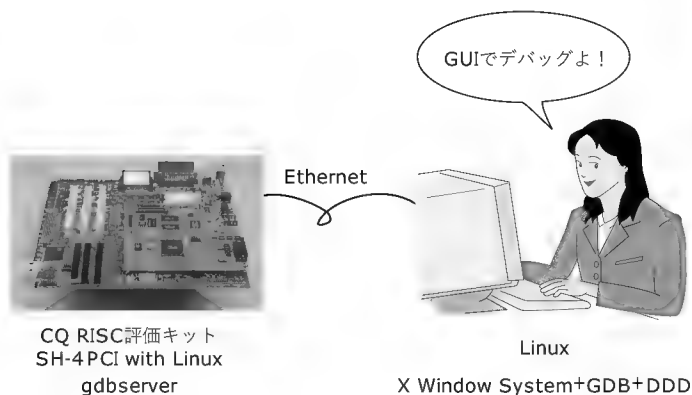 GUIでデバッグよ！
Ethernet
CQ RISC評価キット
SH-4PCI with Linux
gdbserver
Linux
X Window System+GDB+DDD